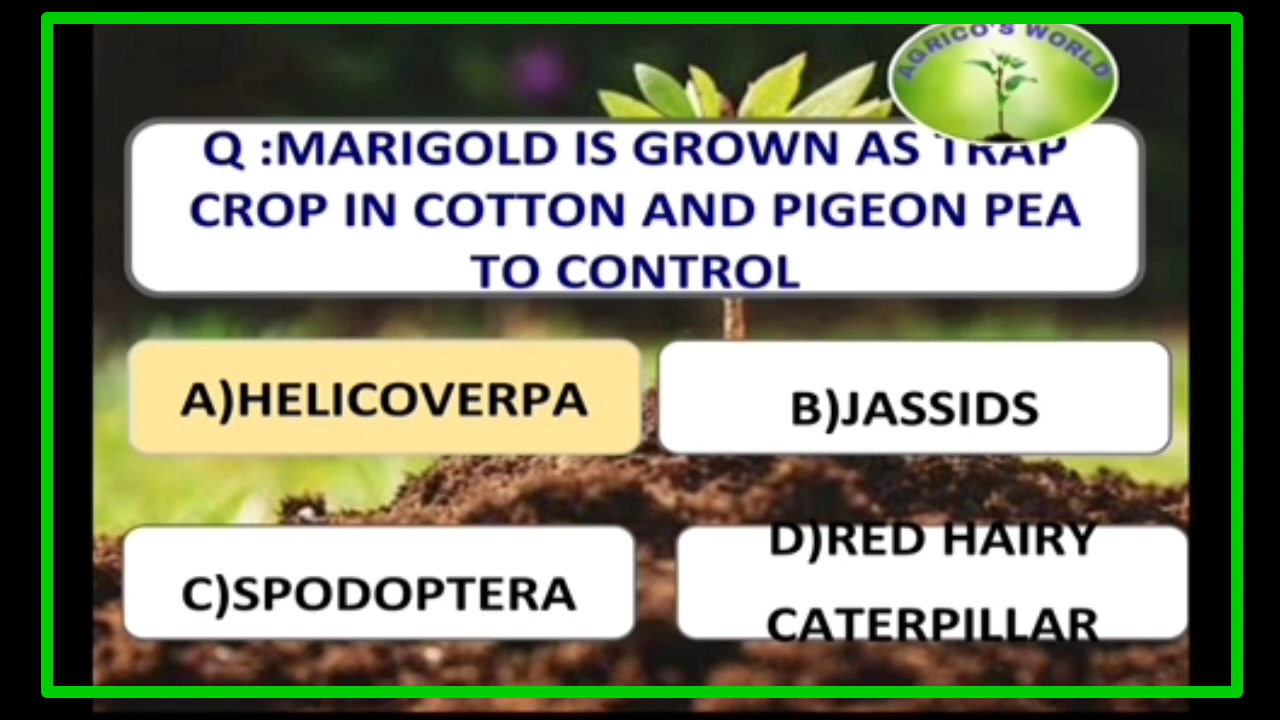 AGRICO'S WORLD
Q :MARIGOLD IS GROWN AS TRAP
CROP IN COTTON AND PIGEON PEA
TO CONTROL
A)HELICOVERPA
B)JASSIDS
C)SPODOPTERA
D)RED HAIRY
CATERPILLAR